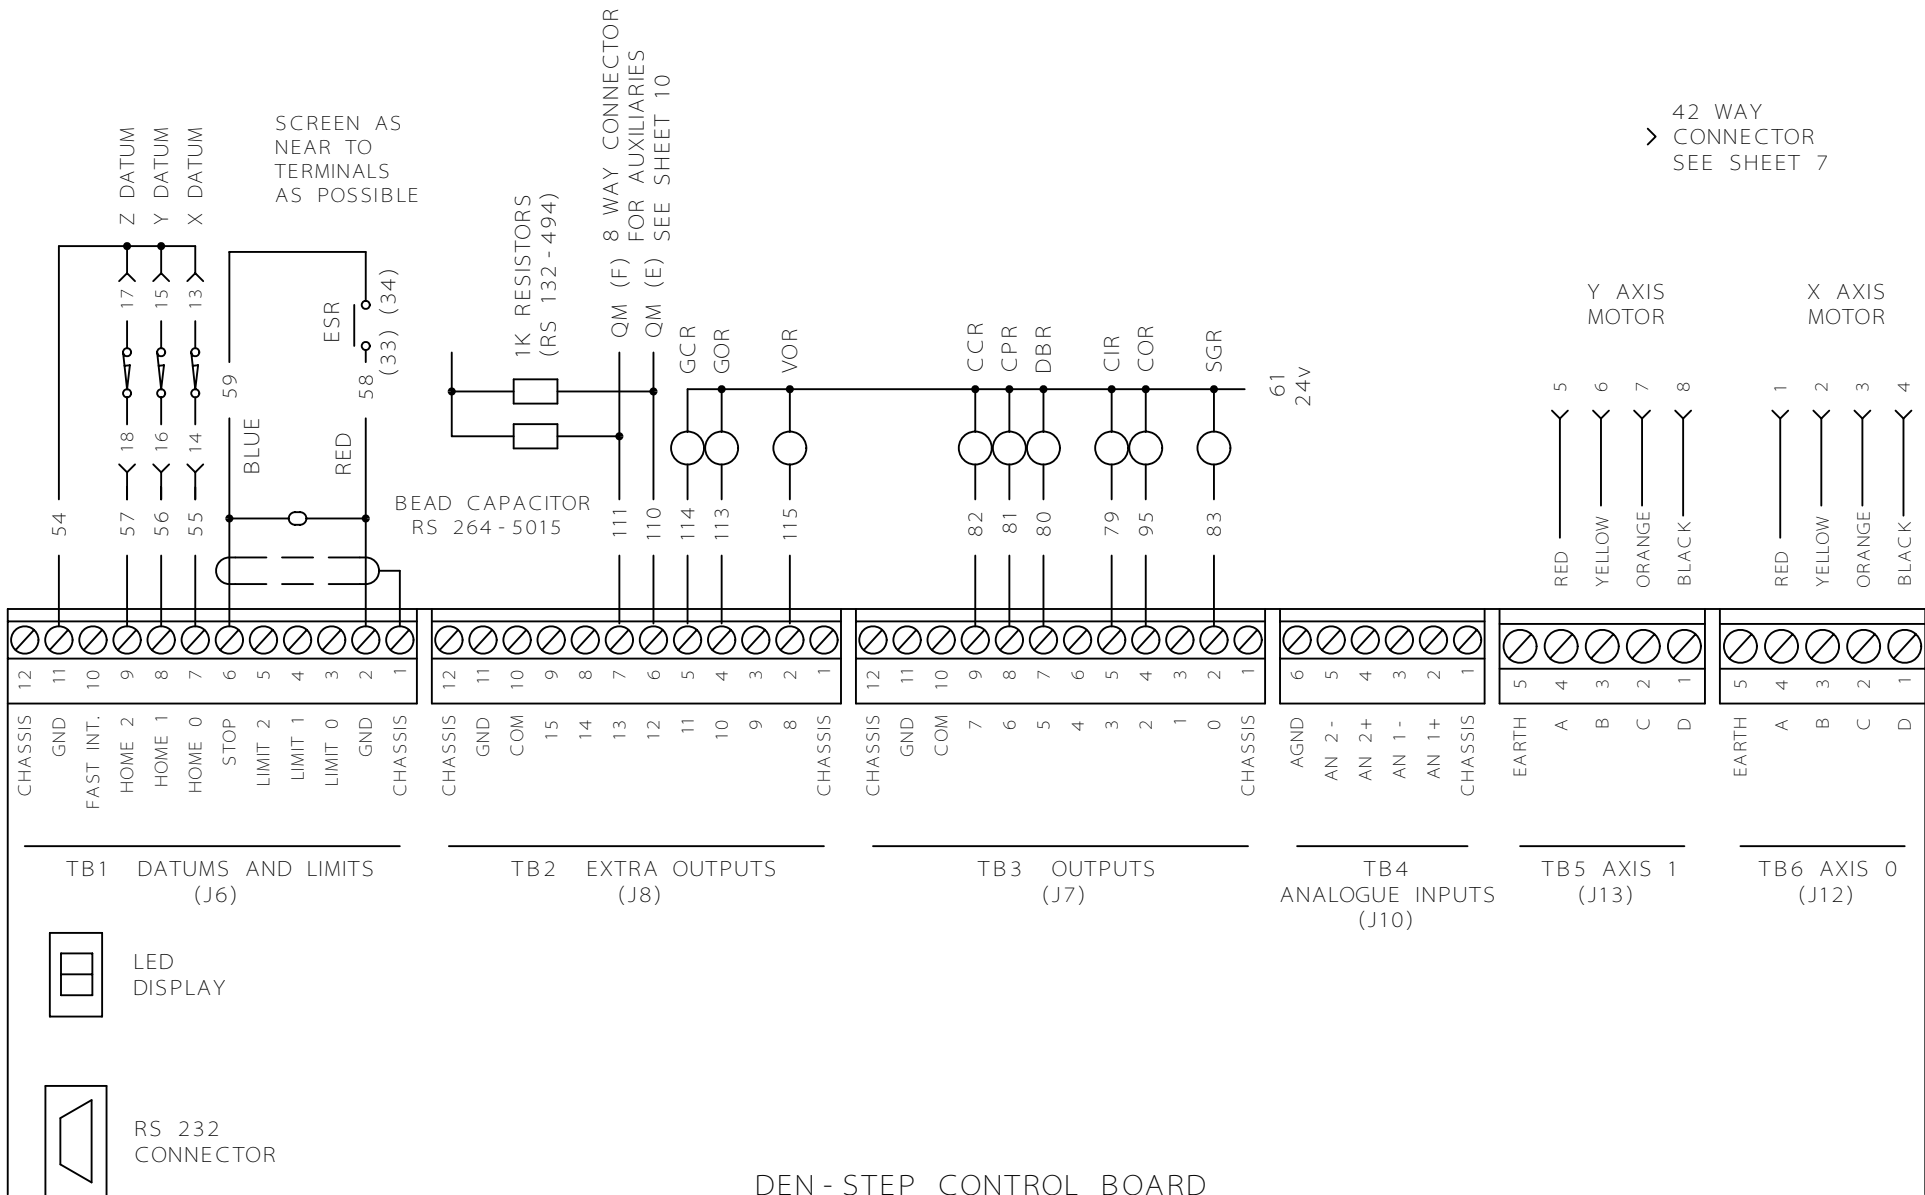 Z DATUM
Y DATUM
X DATUM
SCREEN AS
NEAR TO
TERMINALS
AS POSSIBLE
1K RESISTORS
(RS 132-494)
QM (F) 8 WAY CONNECTOR
FOR AUXILIARIES
QM (E) SEE SHEET 10
> 42 WAY
CONNECTOR
SEE SHEET 7
17
15
13
ESR
(33) (34)
59
58
18
16
14
BLUE
RED
54
57
56
55
BEAD CAPACITOR
RS 264-5015
GCR
GOR
VOR
CCR
CPR
DBR
CIR
COR
SGR
61
24v
111
110
114
113
115
82
81
80
79
95
83
Y AXIS
MOTOR
X AXIS
MOTOR
5
6
7
8
1
2
3
4
RED
YELLOW
ORANGE
BLACK
RED
YELLOW
ORANGE
BLACK
12 11 10 9 8 7 6 5 4 3 2 1
12 11 10 9 8 7 6 5 4 3 2 1
12 11 10 9 8 7 6 5 4 3 2 1
6 5 4 3 2 1
5 4 3 2 1
5 4 3 2 1
CHASSIS
GND
FAST INT.
HOME 2
HOME 1
HOME 0
STOP
LIMIT 2
LIMIT 1
LIMIT 0
GND
CHASSIS
CHASSIS
GND
COM
15
14
13
12
11
10
9
8
CHASSIS
CHASSIS
GND
COM
7
6
5
4
3
2
1
0
CHASSIS
AGND
AN 2-
AN 2+
AN 1-
AN 1+
CHASSIS
EARTH
A
B
C
D
EARTH
A
B
C
D
TB1 DATUMS AND LIMITS
(J6)
TB2 EXTRA OUTPUTS
(J8)
TB3 OUTPUTS
(J7)
TB4
ANALOGUE INPUTS
(J10)
TB5 AXIS 1
(J13)
TB6 AXIS 0
(J12)
LED
DISPLAY
RS 232
CONNECTOR
DEN-STEP CONTROL BOARD